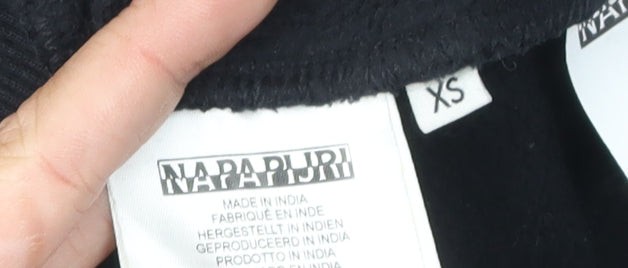 XS
NAPAPIJRI
MADE IN INDIA
FABRIQUÉ EN INDE
HERGESTELLT IN INDIEN
GEPRODUCEERD IN INDIA
PRODOTTO IN INDIA